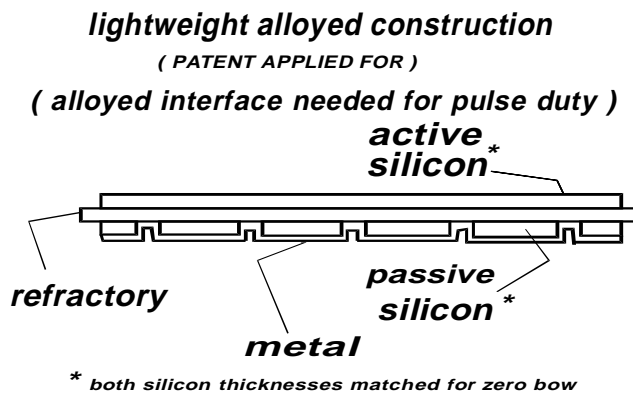 lightweight alloyed construction
( PATENT APPLIED FOR )
( alloyed interface needed for pulse duty )
active
silicon*
refractory
passive
silicon*
metal
* both silicon thicknesses matched for zero bow